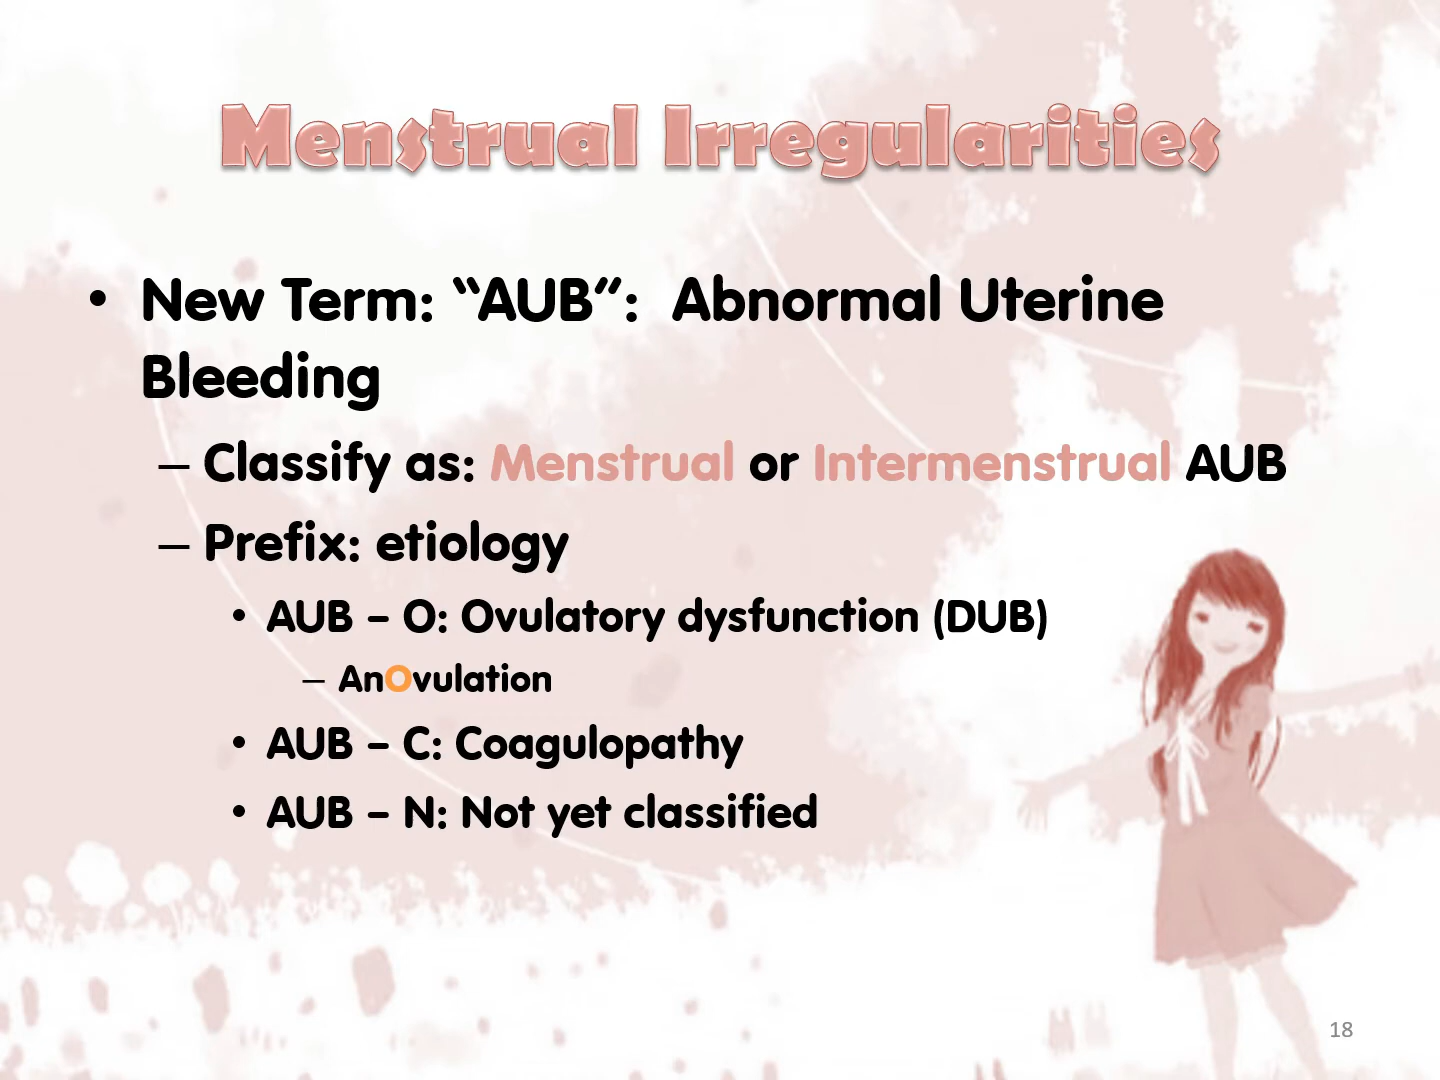 Menstrual Irregularities
• New Term: “AUB”: Abnormal Uterine
Bleeding
– Classify as: Menstrual or Intermenstrual AUB
– Prefix: etiology
• AUB – O: Ovulatory dysfunction (DUB)
– AnOvulation
• AUB – C: Coagulopathy
• AUB – N: Not yet classified
18